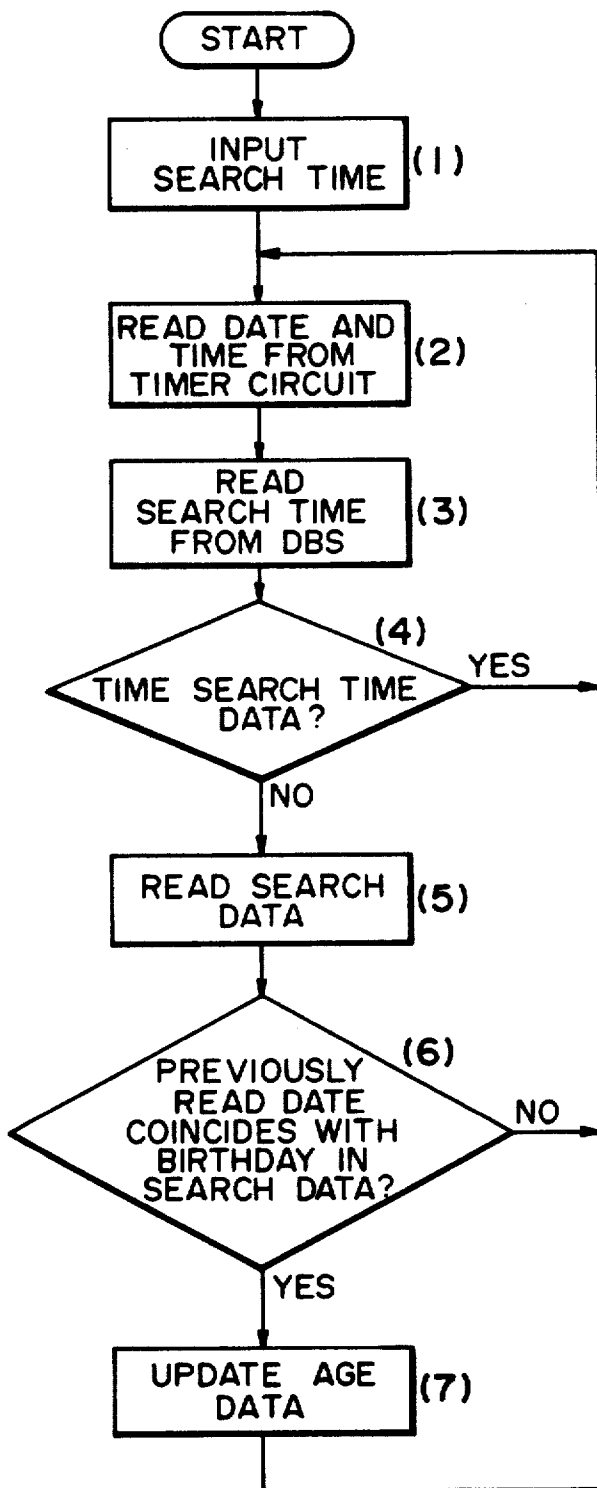 START
INPUT
SEARCH TIME
(1)
READ DATE AND
TIME FROM
TIMER CIRCUIT
(2)
READ
SEARCH TIME
FROM DBS
(3)
(4)
TIME SEARCH TIME
DATA?
YES
NO
READ SEARCH
DATA
(5)
(6)
PREVIOUSLY
READ DATE
COINCIDES WITH
BIRTHDAY IN
SEARCH DATA?
NO
YES
UPDATE AGE
DATA
(7)